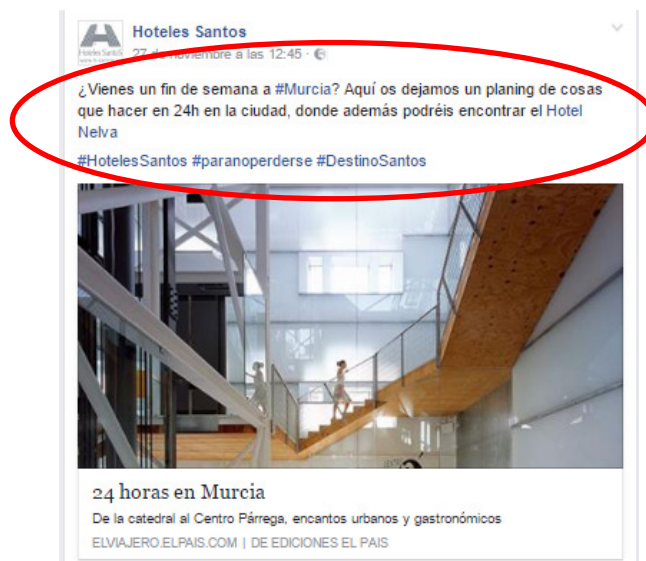 Hoteles Santos
Hoteles Santos
27 de noviembre a las 12:45 ·
¿Vienes un fin de semana a #Murcia? Aquí os dejamos un planing de cosas
que hacer en 24h en la ciudad, donde además podréis encontrar el Hotel
Nelva
#HotelesSantos #paranoperderse #DestinoSantos
24 horas en Murcia
De la catedral al Centro Párrega, encantos urbanos y gastronómicos
ELVIAJERO.ELPAIS.COM | DE EDICIONES EL PAIS